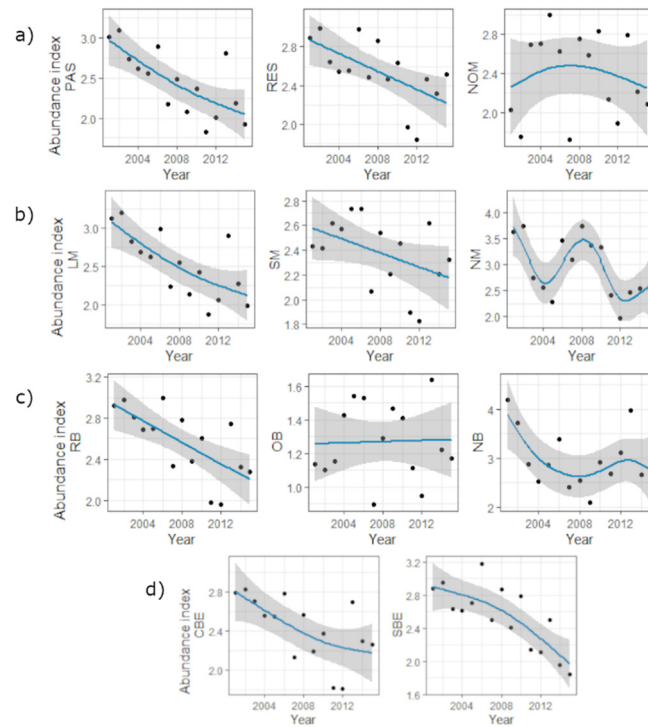 a)
Abundance index
PAS
3.0
2.5
2.0
2004 2008 2012
Year
RES
2.8
2.4
2.0
2004 2008 2012
Year
NOM
2.8
2.4
2.0
2004 2008 2012
Year
b)
Abundance index
LM
3.0
2.5
2.0
2004 2008 2012
Year
SM
2.8
2.6
2.4
2.2
2.0
1.8
2004 2008 2012
Year
NM
4.0
3.5
3.0
2.5
2.0
2004 2008 2012
Year
c)
Abundance index
RB
3.2
2.8
2.4
2.0
2004 2008 2012
Year
OB
1.6
1.4
1.2
1.0
2004 2008 2012
Year
NB
4
3
2
2004 2008 2012
Year
d)
Abundance index
CBE
2.8
2.4
2.0
2004 2008 2012
Year
SBE
3.2
2.8
2.4
2.0
1.6
2004 2008 2012
Year